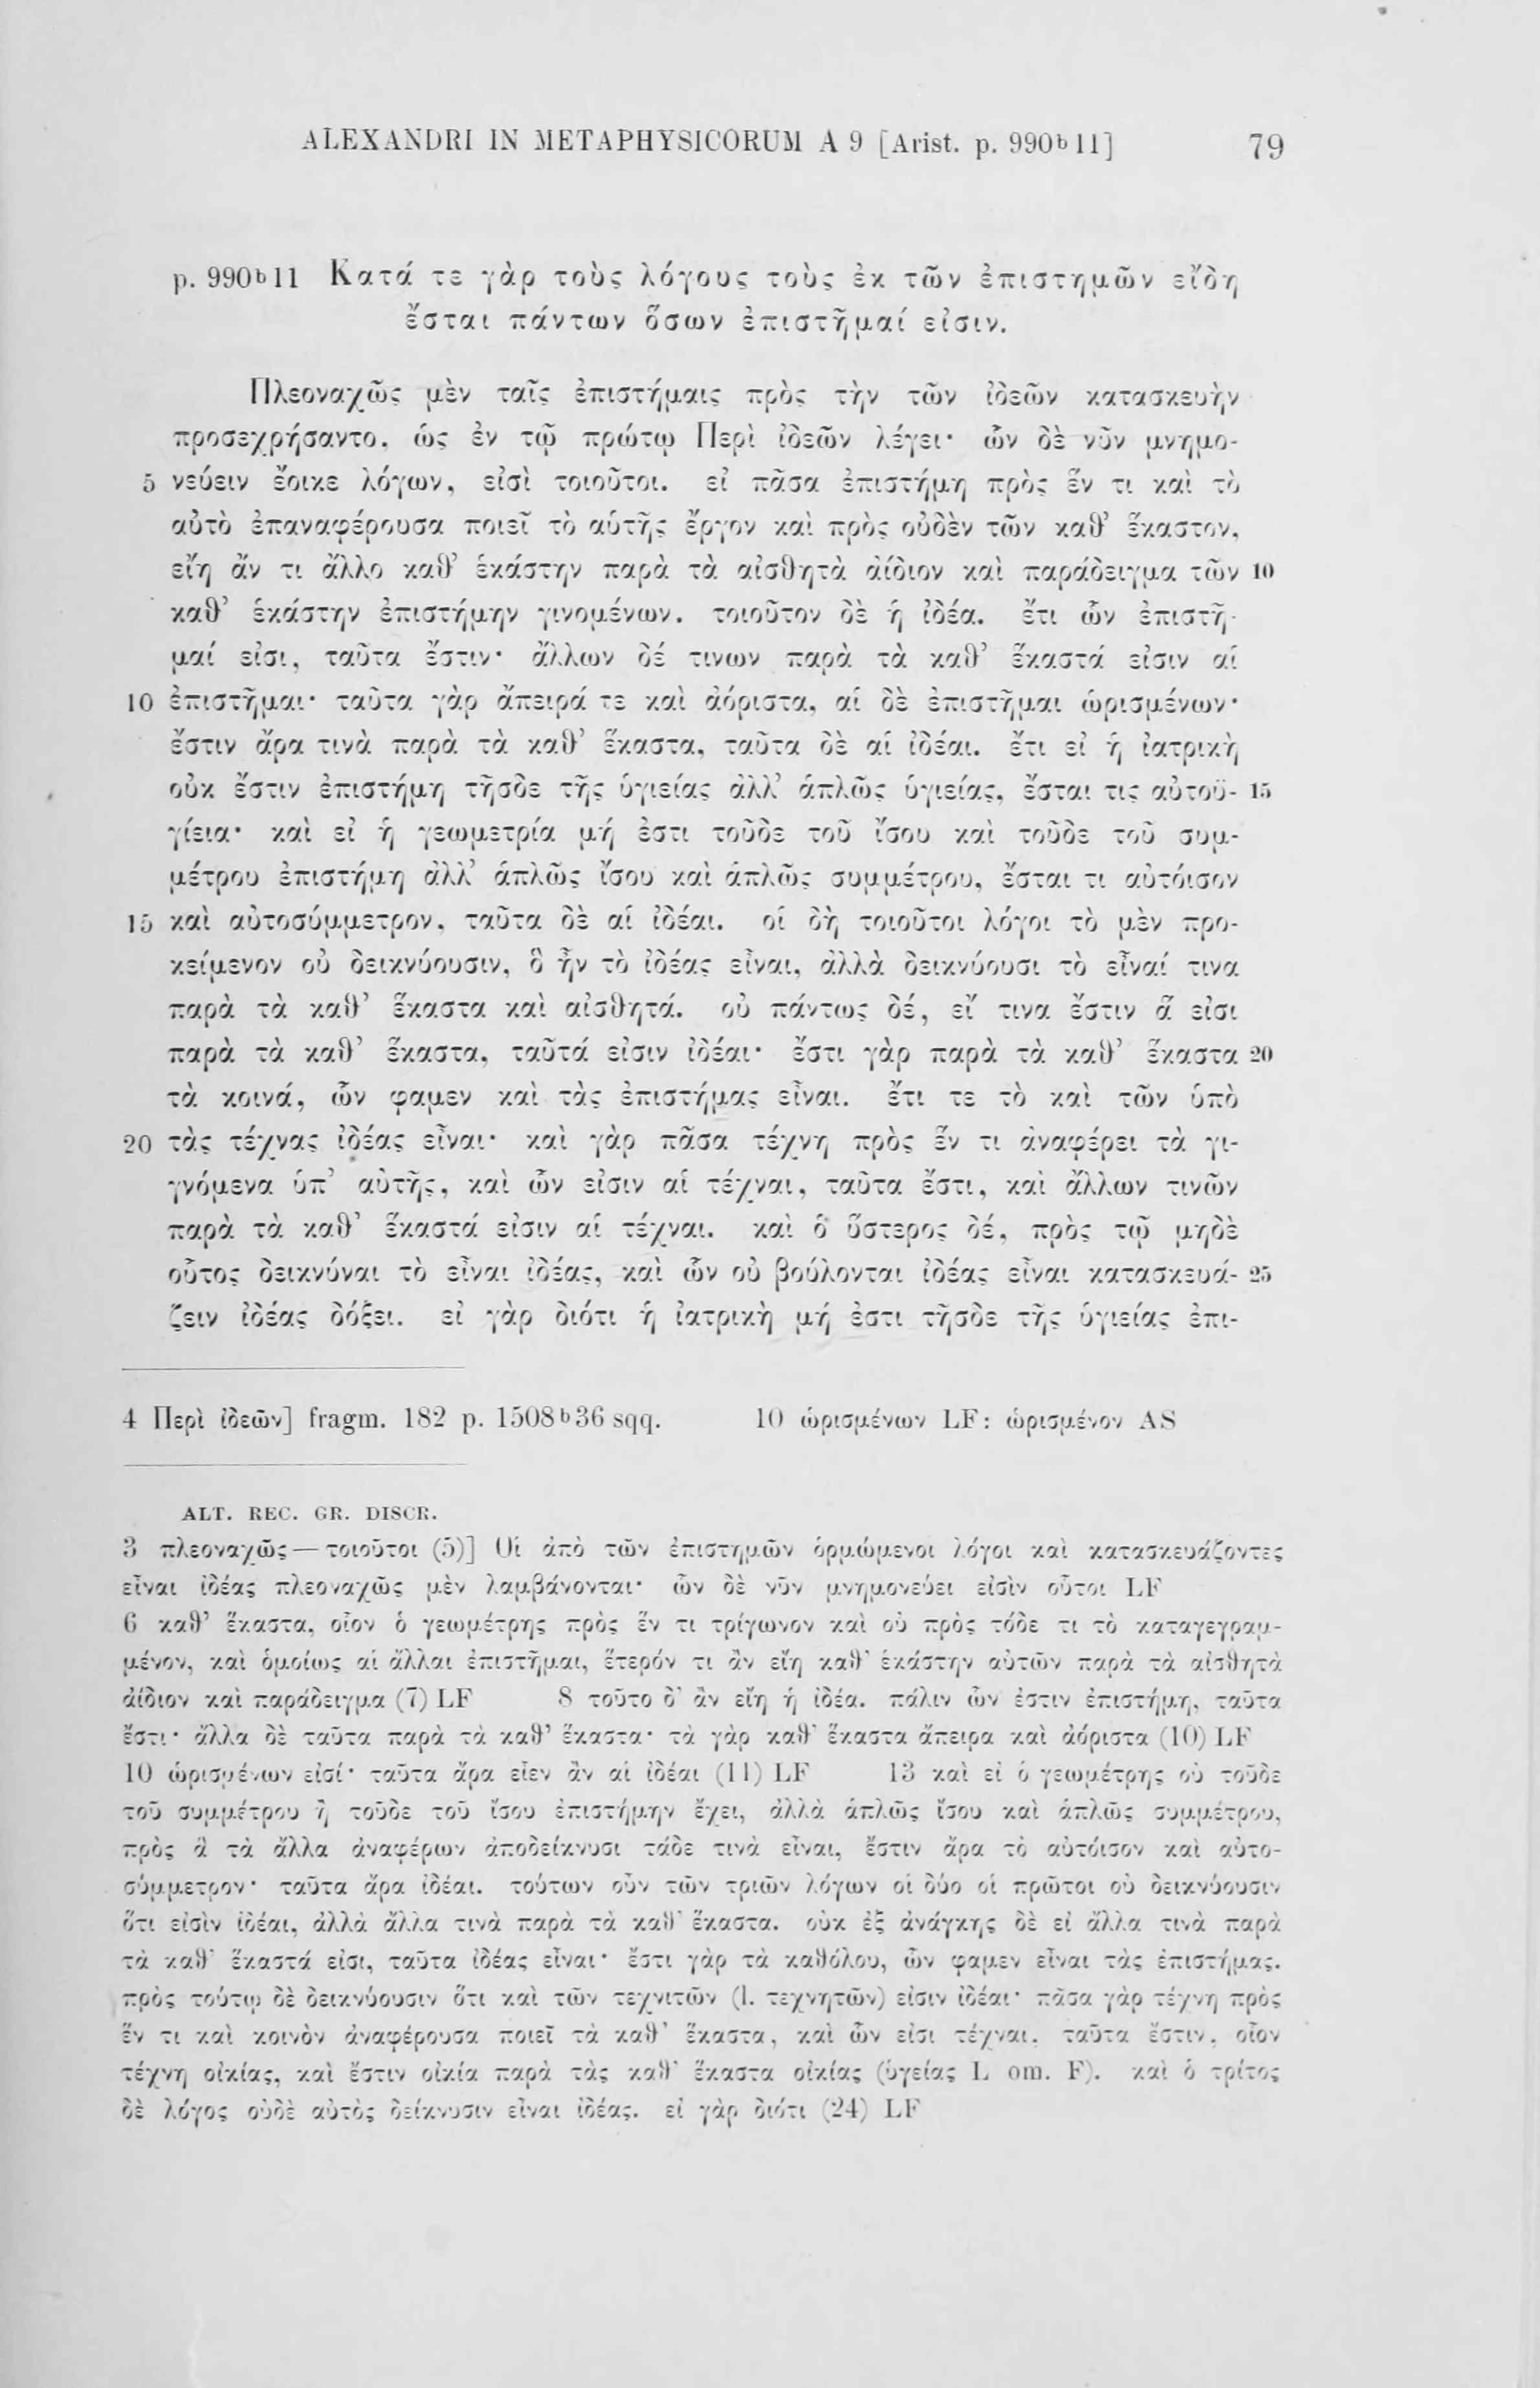 ALEXANDRI IN METAPHYSICORUM A 9 [Arist. p. 990ᵇ11] 79
p. 990ᵇ11 Κατά τε γὰρ τοὺς λόγους τοὺς ἐκ τῶν ἐπιστημῶν εἴδη
ἔσται πάντων ὅσων ἐπιστῆμαί εἰσιν.
Πλεοναχῶς μὲν ταῖς ἐπιστήμαις πρὸς τὴν τῶν ἰδεῶν κατασκευὴν
προσεχρήσαντο, ὡς ἐν τῷ πρώτῳ Περὶ ἰδεῶν λέγει· ὧν δὲ νῦν μνημο-
5 νεύειν ἔοικε λόγων, εἰσὶ τοιοῦτοι. εἰ πᾶσα ἐπιστήμη πρὸς ἕν τι καὶ τὸ
αὐτὸ ἐπαναφέρουσα ποιεῖ τὸ αὑτῆς ἔργον καὶ πρὸς οὐδὲν τῶν καθ’ ἕκαστον,
εἴη ἄν τι ἄλλο καθ’ ἑκάστην παρὰ τὰ αἰσθητὰ ἀίδιον καὶ παράδειγμα τῶν 10
καθ’ ἑκάστην ἐπιστήμην γινομένων. τοιοῦτον δὲ ἡ ἰδέα. ἔτι ὧν ἐπιστῆ-
μαί εἰσι, ταῦτα ἔστιν· ἄλλων δέ τινων παρὰ τὰ καθ’ ἕκαστά εἰσιν αἱ
10 ἐπιστῆμαι· ταῦτα γὰρ ἄπειρά τε καὶ ἀόριστα, αἱ δὲ ἐπιστῆμαι ὡρισμένων·
ἔστιν ἄρα τινὰ παρὰ τὰ καθ’ ἕκαστα, ταῦτα δὲ αἱ ἰδέαι. ἔτι εἰ ἡ ἰατρικὴ
οὐκ ἔστιν ἐπιστήμη τῆσδε τῆς ὑγιείας ἀλλ’ ἁπλῶς ὑγιείας, ἔσται τις αὐτοϋ- 15
γίεια· καὶ εἰ ἡ γεωμετρία μή ἐστι τοῦδε τοῦ ἴσου καὶ τοῦδε τοῦ συμ-
μέτρου ἐπιστήμη ἀλλ’ ἁπλῶς ἴσου καὶ ἁπλῶς συμμέτρου, ἔσται τι αὐτόισον
15 καὶ αὐτοσύμμετρον, ταῦτα δὲ αἱ ἰδέαι. οἱ δὴ τοιοῦτοι λόγοι τὸ μὲν προ-
κείμενον οὐ δεικνύουσιν, ὃ ἦν τὸ ἰδέας εἶναι, ἀλλὰ δεικνύουσι τὸ εἶναί τινα
παρὰ τὰ καθ’ ἕκαστα καὶ αἰσθητά. οὐ πάντως δέ, εἴ τινα ἔστιν ἅ εἰσι
παρὰ τὰ καθ’ ἕκαστα, ταῦτά εἰσιν ἰδέαι· ἔστι γὰρ παρὰ τὰ καθ’ ἕκαστα 20
τὰ κοινά, ὧν φαμεν καὶ τὰς ἐπιστήμας εἶναι. ἔτι τε τὸ καὶ τῶν ὑπὸ
20 τὰς τέχνας ἰδέας εἶναι· καὶ γὰρ πᾶσα τέχνη πρὸς ἕν τι ἀναφέρει τὰ γι-
γνόμενα ὑπ’ αὐτῆς, καὶ ὧν εἰσιν αἱ τέχναι, ταῦτα ἔστι, καὶ ἄλλων τινῶν
παρὰ τὰ καθ’ ἕκαστά εἰσιν αἱ τέχναι. καὶ ὁ ὕστερος δέ, πρὸς τῷ μηδὲ
οὗτος δεικνύναι τὸ εἶναι ἰδέας, καὶ ὧν οὐ βούλονται ἰδέας εἶναι κατασκευά- 25
ζειν ἰδέας δόξει. εἰ γὰρ διότι ἡ ἰατρικὴ μή ἐστι τῆσδε τῆς ὑγιείας ἐπι-
4 Περὶ ἰδεῶν] fragm. 182 p. 1508ᵇ36 sqq. 10 ὡρισμένων LF: ὡρισμένον AS
ALT. REC. GR. DISCR.
3 πλεοναχῶς — τοιοῦτοι (5)] Οἱ ἀπὸ τῶν ἐπιστημῶν ὁρμώμενοι λόγοι καὶ κατασκευάζοντες
εἶναι ἰδέας πλεοναχῶς μὲν λαμβάνονται· ὧν δὲ νῦν μνημονεύει εἰσὶν οὗτοι LF
6 καθ’ ἕκαστα, οἷον ὁ γεωμέτρης πρὸς ἕν τι τρίγωνον καὶ οὐ πρὸς τόδε τι τὸ καταγεγραμ-
μένον, καὶ ὁμοίως αἱ ἄλλαι ἐπιστῆμαι, ἕτερόν τι ἂν εἴη καθ’ ἑκάστην αὐτῶν παρὰ τὰ αἰσθητὰ
ἀίδιον καὶ παράδειγμα (7) LF 8 τοῦτο δ’ ἂν εἴη ἡ ἰδέα. πάλιν ὧν ἐστιν ἐπιστήμη, ταῦτα
ἔστι· ἄλλα δὲ ταῦτα παρὰ τὰ καθ’ ἕκαστα· τὰ γὰρ καθ’ ἕκαστα ἄπειρα καὶ ἀόριστα (10) LF
10 ὡρισμένων εἰσί· ταῦτα ἄρα εἶεν ἂν αἱ ἰδέαι (11) LF 13 καὶ εἰ ὁ γεωμέτρης οὐ τοῦδε
τοῦ συμμέτρου ἢ τοῦδε τοῦ ἴσου ἐπιστήμην ἔχει, ἀλλὰ ἁπλῶς ἴσου καὶ ἁπλῶς συμμέτρου,
πρὸς ἃ τὰ ἄλλα ἀναφέρων ἀποδείκνυσι τάδε τινὰ εἶναι, ἔστιν ἄρα τὸ αὐτόισον καὶ αὐτο-
σύμμετρον· ταῦτα ἄρα ἰδέαι. τούτων οὖν τῶν τριῶν λόγων οἱ δύο οἱ πρῶτοι οὐ δεικνύουσιν
ὅτι εἰσὶν ἰδέαι, ἀλλὰ ἄλλα τινὰ παρὰ τὰ καθ’ ἕκαστα. οὐκ ἐξ ἀνάγκης δὲ εἰ ἄλλα τινὰ παρὰ
τὰ καθ’ ἕκαστά εἰσι, ταῦτα ἰδέας εἶναι· ἔστι γὰρ τὰ καθόλου, ὧν φαμεν εἶναι τὰς ἐπιστήμας.
πρὸς τούτῳ δὲ δεικνύουσιν ὅτι καὶ τῶν τεχνιτῶν (l. τεχνητῶν) εἰσιν ἰδέαι· πᾶσα γὰρ τέχνη πρὸς
ἕν τι καὶ κοινὸν ἀναφέρουσα ποιεῖ τὰ καθ’ ἕκαστα, καὶ ὧν εἰσι τέχναι, ταῦτα ἔστιν, οἷον
τέχνη οἰκίας, καὶ ἔστιν οἰκία παρὰ τὰς καθ’ ἕκαστα οἰκίας (ὑγείας L om. F). καὶ ὁ τρίτος
δὲ λόγος οὐδὲ αὐτὸς δείκνυσιν εἶναι ἰδέας. εἰ γὰρ διότι (24) LF